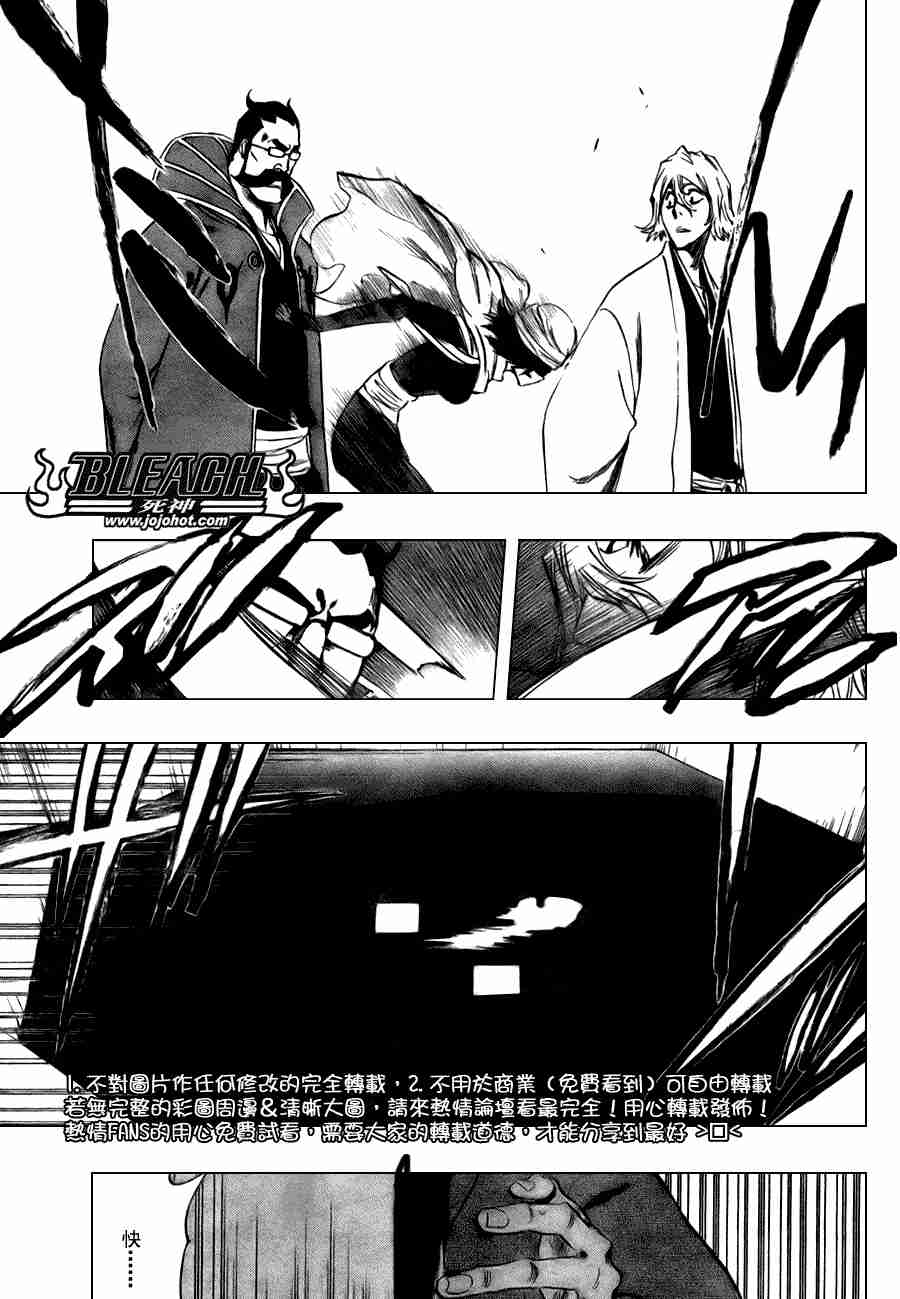 BLEACH
死神
www.jojohot.com
1. 不對圖片作任何修改的完全轉載，2. 不用於商業（免費看到）可自由轉載
若無完整的彩圖周邊＆清晰大圖，請來熱情論壇看最完全！用心轉載發佈！
熱情FANS的用心免費試看，需要大家的轉載道德，才能分享到最好 >□<
快……